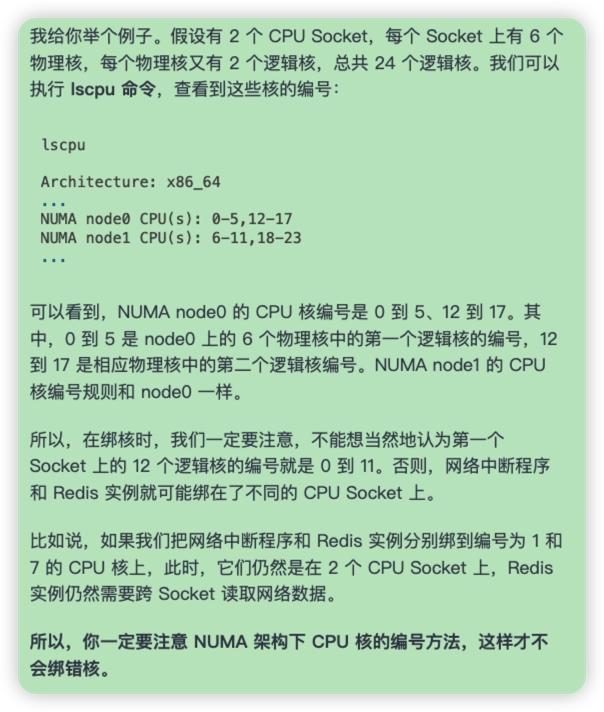 我给你举个例子。假设有 2 个 CPU Socket，每个 Socket 上有 6 个
物理核，每个物理核又有 2 个逻辑核，总共 24 个逻辑核。我们可以
执行 lscpu 命令，查看到这些核的编号：
lscpu
Architecture: x86_64
...
NUMA node0 CPU(s): 0-5,12-17
NUMA node1 CPU(s): 6-11,18-23
...
可以看到，NUMA node0 的 CPU 核编号是 0 到 5、12 到 17。其
中，0 到 5 是 node0 上的 6 个物理核中的第一个逻辑核的编号，12
到 17 是相应物理核中的第二个逻辑核编号。NUMA node1 的 CPU
核编号规则和 node0 一样。
所以，在绑核时，我们一定要注意，不能想当然地认为第一个
Socket 上的 12 个逻辑核的编号就是 0 到 11。否则，网络中断程序
和 Redis 实例就可能绑在了不同的 CPU Socket 上。
比如说，如果我们把网络中断程序和 Redis 实例分别绑到编号为 1 和
7 的 CPU 核上，此时，它们仍然是在 2 个 CPU Socket 上，Redis
实例仍然需要跨 Socket 读取网络数据。
所以，你一定要注意 NUMA 架构下 CPU 核的编号方法，这样才不
会绑错核。